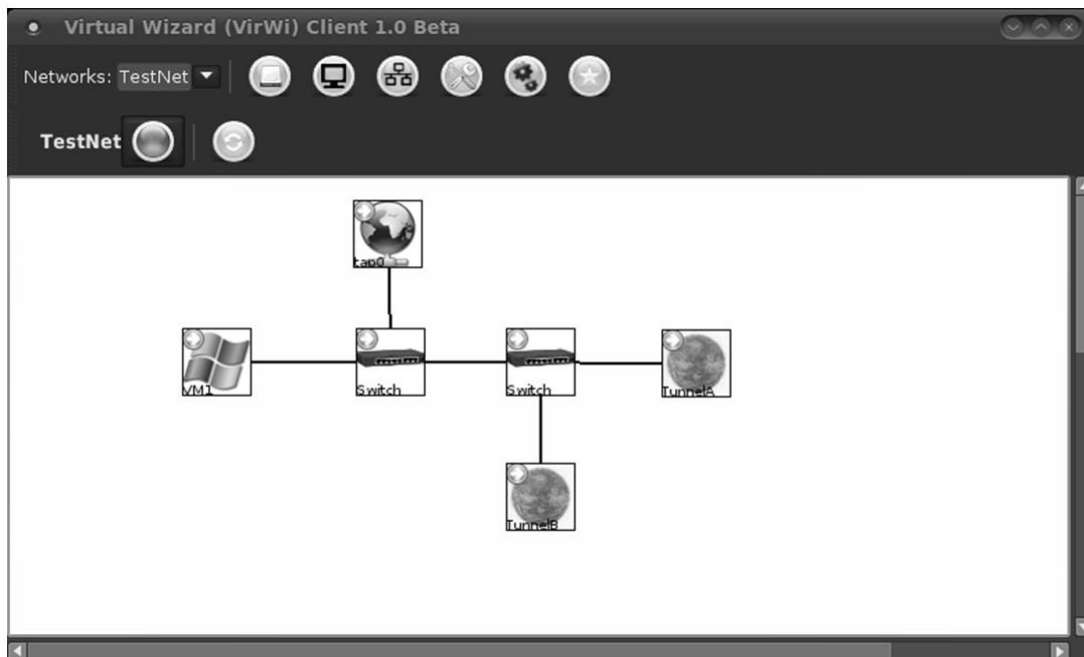 Virtual Wizard (VirWi) Client 1.0 Beta
Networks: TestNet
TestNet
tap0
VM1
Switch
Switch
TunnelA
TunnelB